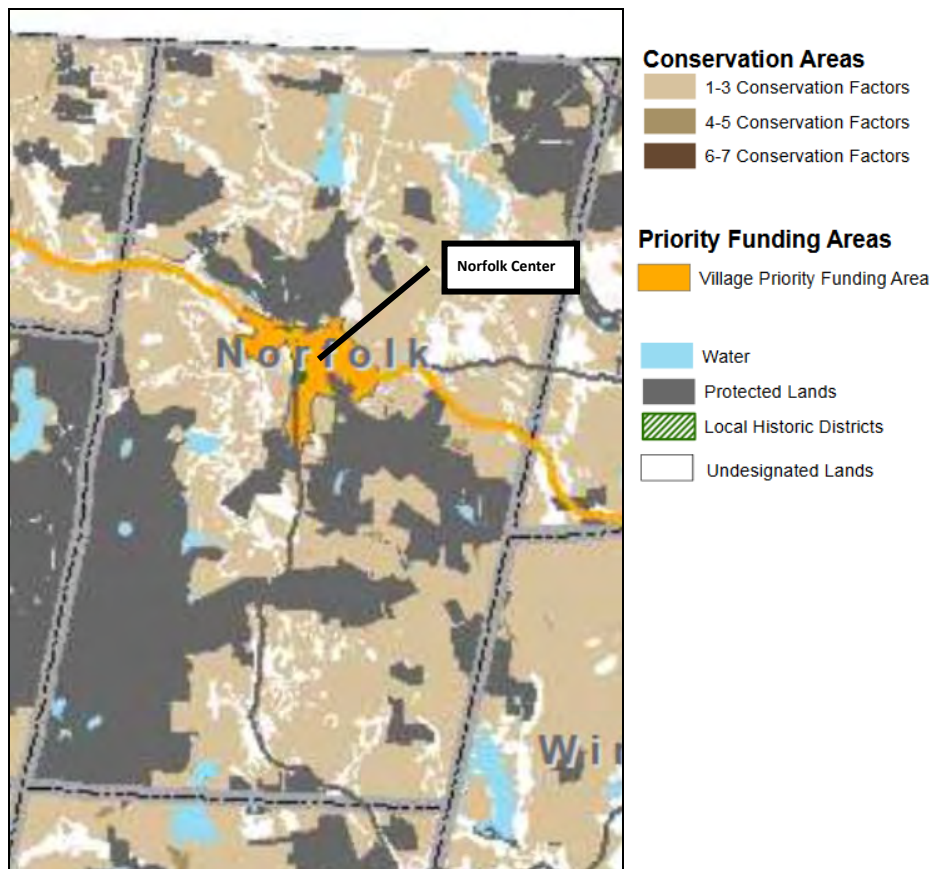 Conservation Areas
1-3 Conservation Factors
4-5 Conservation Factors
6-7 Conservation Factors
Priority Funding Areas
Village Priority Funding Area
Water
Protected Lands
Local Historic Districts
Undesignated Lands
Norfolk Center
Norfolk
Win